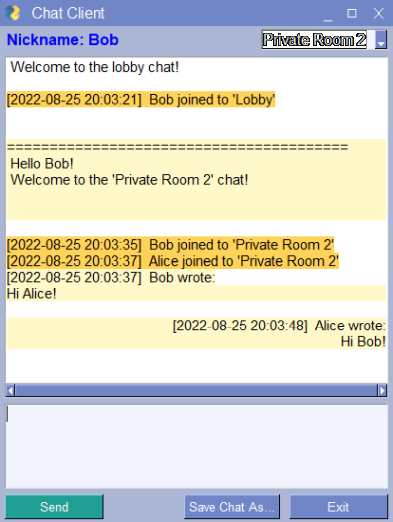 Chat Client
Nickname: Bob
Private Room 2
Welcome to the lobby chat!
[2022-08-25 20:03:21]  Bob joined to 'Lobby'
========================================
Hello Bob!
Welcome to the 'Private Room 2' chat!
[2022-08-25 20:03:35]  Bob joined to 'Private Room 2'
[2022-08-25 20:03:37]  Alice joined to 'Private Room 2'
[2022-08-25 20:03:37]  Bob wrote:
Hi Alice!
[2022-08-25 20:03:48]  Alice wrote:
Hi Bob!
Send
Save Chat As...
Exit